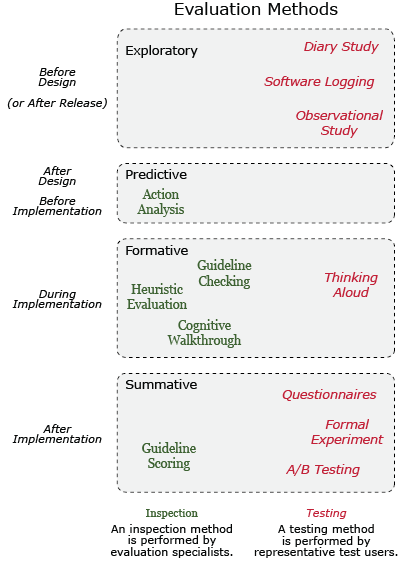 Evaluation Methods
Exploratory
Diary Study
Before
Design
Software Logging
(or After Release)
Observational
Study
After
Design
Before
Implementation
Predictive
Action
Analysis
Formative
Guideline
Checking
Thinking
Aloud
Heuristic
Evaluation
During
Implementation
Cognitive
Walkthrough
Summative
Questionnaires
After
Implementation
Formal
Experiment
Guideline
Scoring
A/B Testing
Inspection
An inspection method
is performed by
evaluation specialists.
Testing
A testing method
is performed by
representative test users.